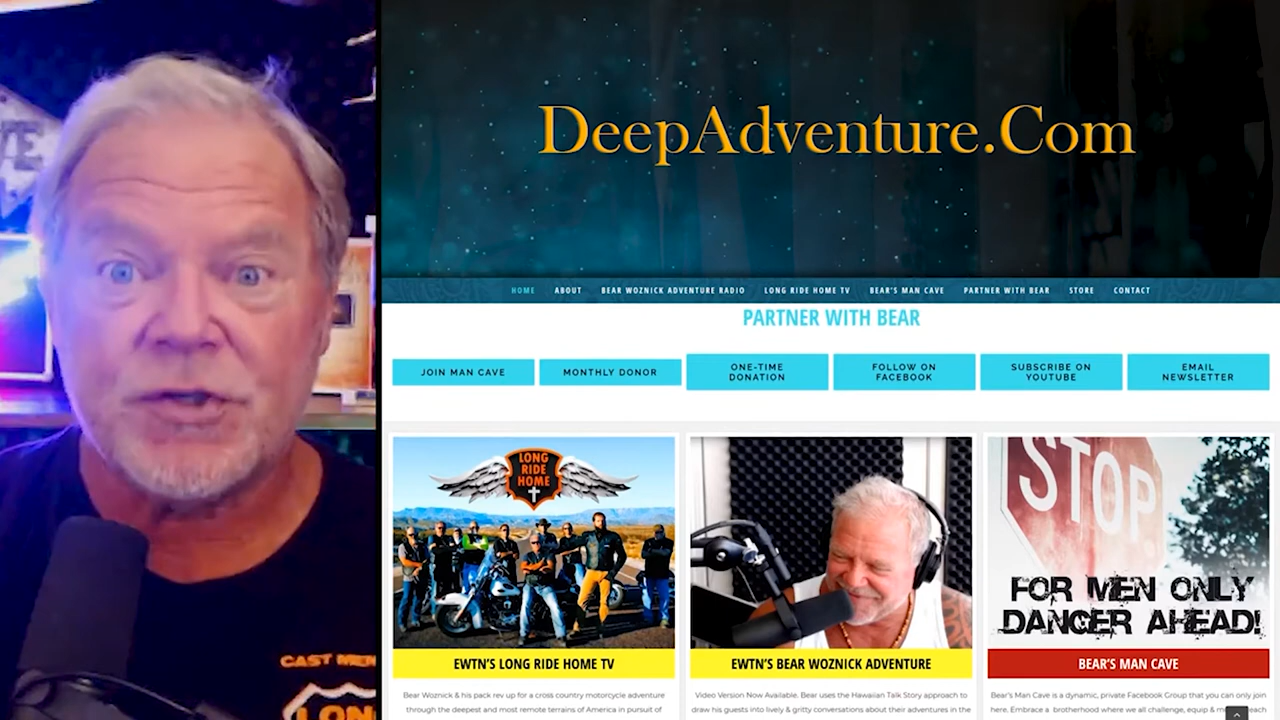 DeepAdventure.Com
HOME ABOUT BEAR WOZNICK ADVENTURE RADIO LONG RIDE HOME TV BEAR'S MAN CAVE PARTNER WITH BEAR STORE CONTACT
PARTNER WITH BEAR
JOIN MAN CAVE
MONTHLY DONOR
ONE-TIME
DONATION
FOLLOW ON
FACEBOOK
SUBSCRIBE ON
YOUTUBE
EMAIL
NEWSLETTER
LONG
RIDE
HOME
EWTN'S LONG RIDE HOME TV
Bear Woznick & his pack rev up for a cross country motorcycle adventure
through the deepest and most remote terrains of America in pursuit of
EWTN'S BEAR WOZNICK ADVENTURE
Video Version Now Available. Bear uses the Hawaiian Talk Story approach to
draw his guests into lively & gritty conversations about their adventures in the
STOP
FOR MEN ONLY
DANGER AHEAD!
BEAR'S MAN CAVE
Bear's Man Cave is a dynamic, private Facebook Group that you can only join
here. Embrace a brotherhood where we all challenge, equip & each
CAST
LON